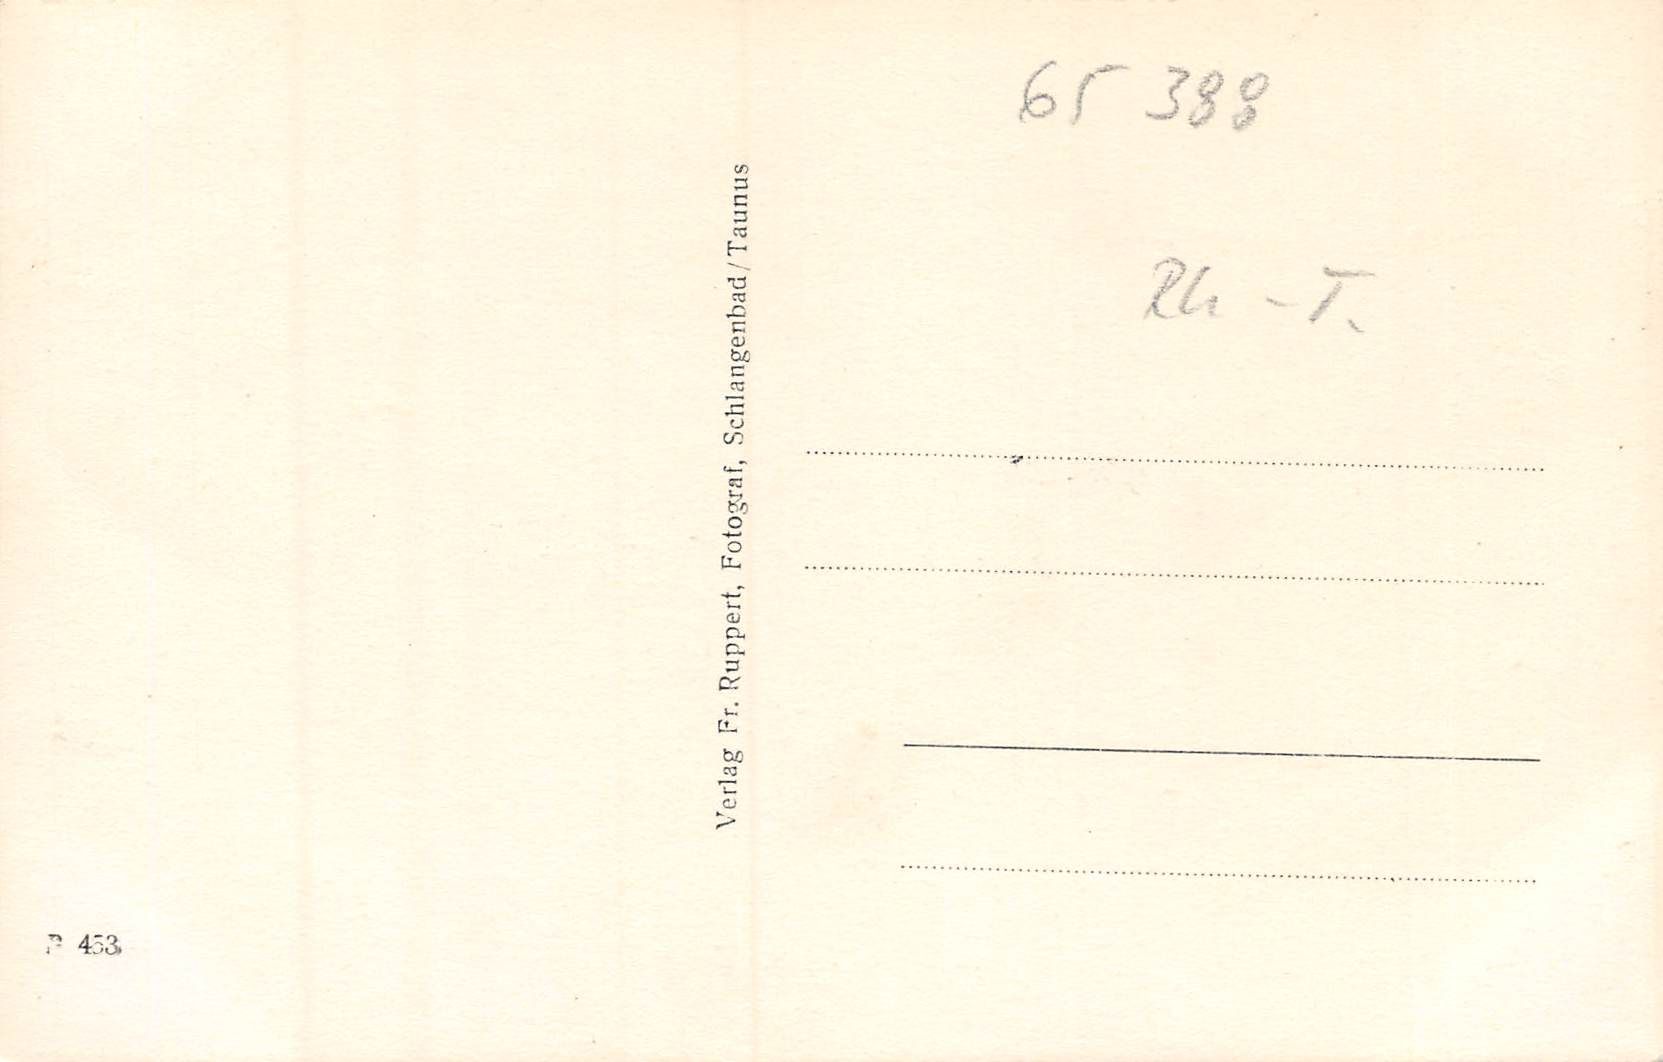 65 388
Rh - T.
Verlag Fr. Ruppert, Fotograf, Schlangenbad/Taunus
P 453